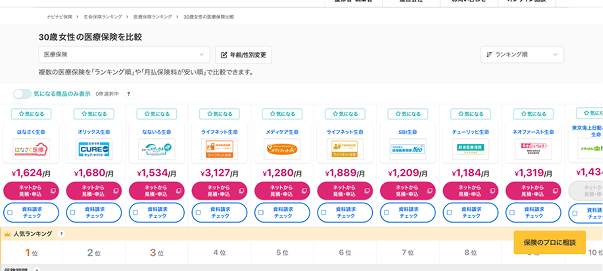 ナビナビ保険 > 生命保険ランキング > 医療保険ランキング > 30歳女性の医療保険比較
30歳女性の医療保険を比較
医療保険
年齢/性別変更
ランキング順
複数の医療保険を「ランキング順」や「月払保険料が安い順」で比較できます。
気になる商品のみ表示 0件選択中 ?
☆気になる ☆気になる ☆気になる ☆気になる ☆気になる ☆気になる ☆気になる ☆気になる ☆気になる ☆気になる
はなさく生命 オリックス生命 なないろ生命 ライフネット生命 メディケア生命 ライフネット生命 SBI生命 チューリッヒ生命 ネオファースト生命 東京海上日動
はなさく医療 CURE メディフィットA
¥1,624/月 ¥1,680/月 ¥1,534/月 ¥3,127/月 ¥1,280/月 ¥1,889/月 ¥1,209/月 ¥1,184/月 ¥1,319/月 ¥1,43
ネットから ネットから ネットから ネットから ネットから ネットから ネットから ネットから ネットから ネットから
見積・申込 見積・申込 見積・申込 見積・申込 見積・申込 見積・申込 見積・申込 見積・申込 見積・申込 見積・申込
資料請求 資料請求 資料請求 資料請求 資料請求 資料請求 資料請求 資料請求 資料請求 資料請求
チェック チェック チェック チェック チェック チェック チェック チェック チェック チェック
人気ランキング ?
1位 2位 3位 4位 5位 6位 7位 8位 10位
保険のプロに相談